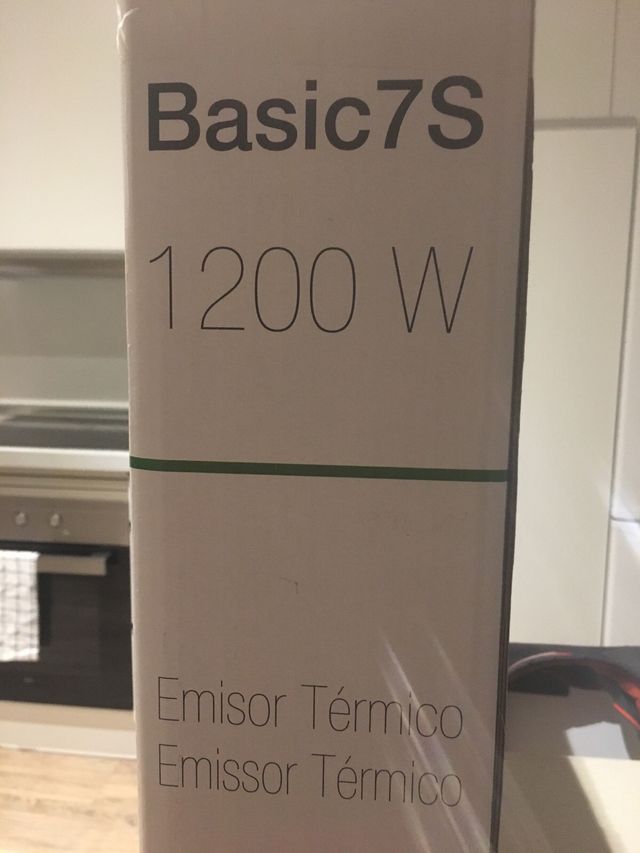 Basic7S
1200 W
Emisor Térmico
Emissor Térmico